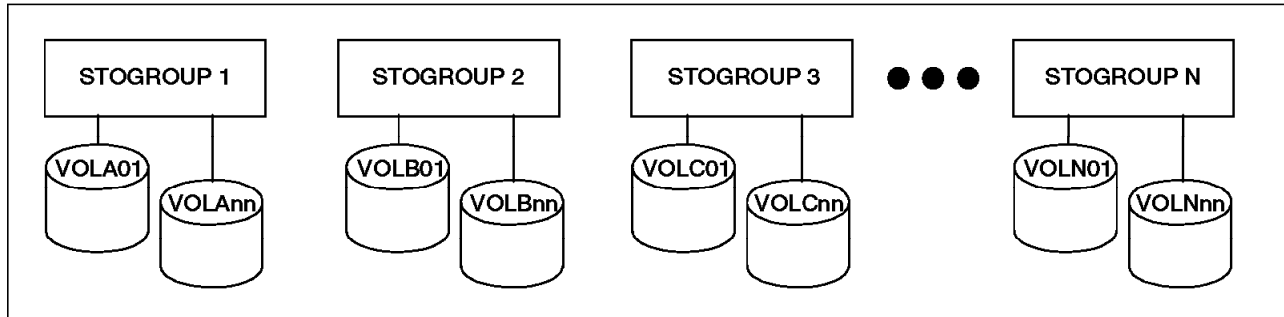 STOGROUP 1
STOGROUP 2
STOGROUP 3
STOGROUP N
VOLA01
VOLAnn
VOLB01
VOLBnn
VOLC01
VOLCnn
VOLN01
VOLNnn